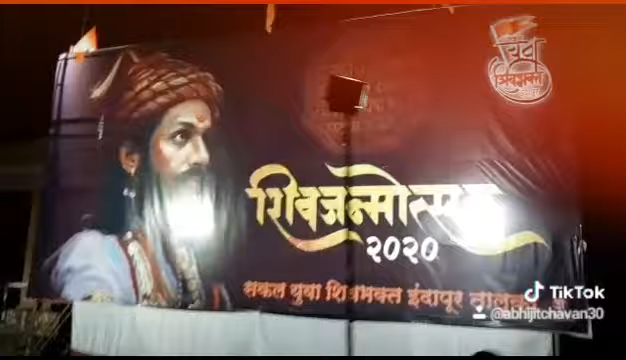 शिवजन्मोत्सव
२०२०
सकल युवा शिवभक्त इंदापूर तालुका
TikTok
@abhijitchavan30